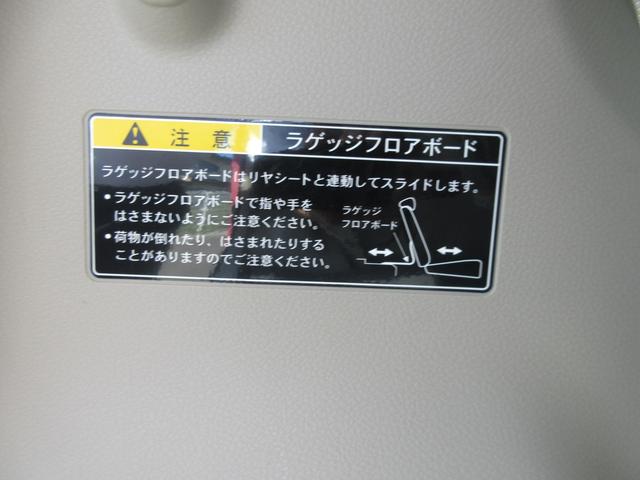 注意 ラゲッジフロアボード
ラゲッジフロアボードはリヤシートと連動してスライドします。
•ラゲッジフロアボードで指や手を
はさまないようにご注意ください。
•荷物が倒れたり、はさまれたりする
ことがありますのでご注意ください。
ラゲッジ
フロアボード